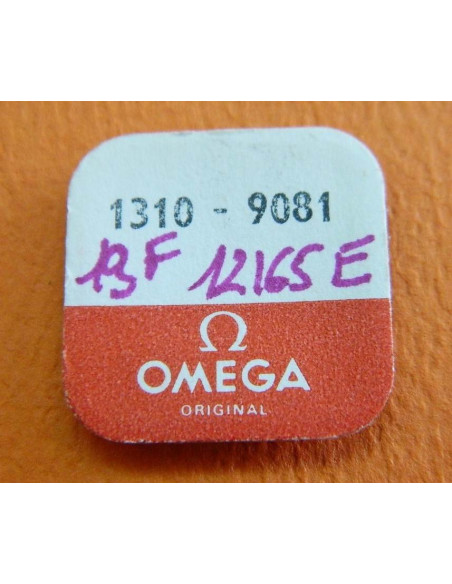 1310 - 9081
13F 12165 E
Ω
OMEGA
ORIGINAL